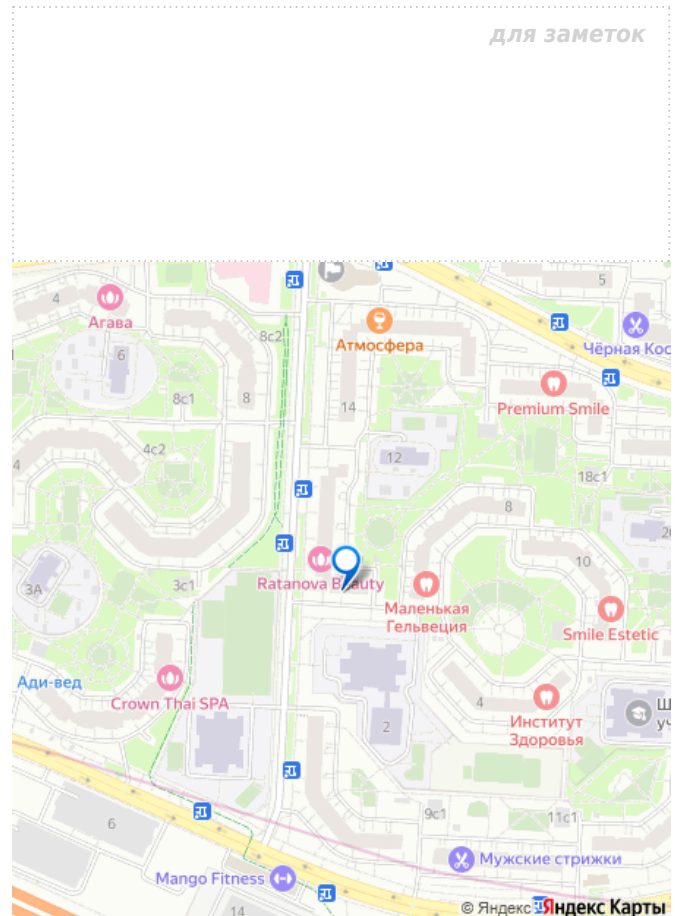 для заметок
4
Агава
6
8с2
5
Чёрная Кос
Атмосфера
8с1
8
14
Premium Smile
4
4с2
12
18с1
8
2
10
3А
3с1
Ratanova Beauty
Маленькая
Гельвеция
Smile Estetic
Ади-вед
Crown Thai SPA
4
2
Институт
Здоровья
Ш
уч
6
9с1
11с1
Мужские стрижки
Mango Fitness
14
© Яндекс Яндекс Карты